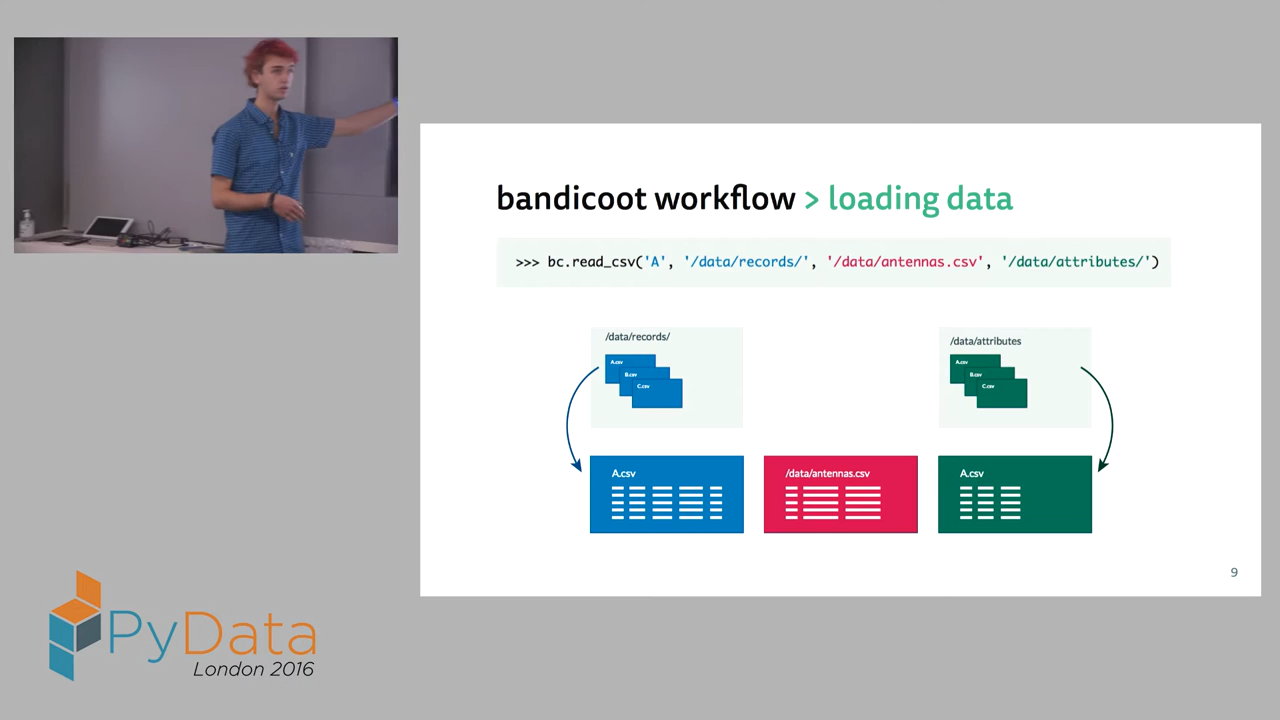 bandicoot workflow > loading data
>>> bc.read_csv('A', '/data/records/', '/data/antennas.csv', '/data/attributes/')
/data/records/
A.csv
B.csv
C.csv
/data/attributes
A.csv
B.csv
C.csv
A.csv
/data/antennas.csv
A.csv
9
PyData
London 2016